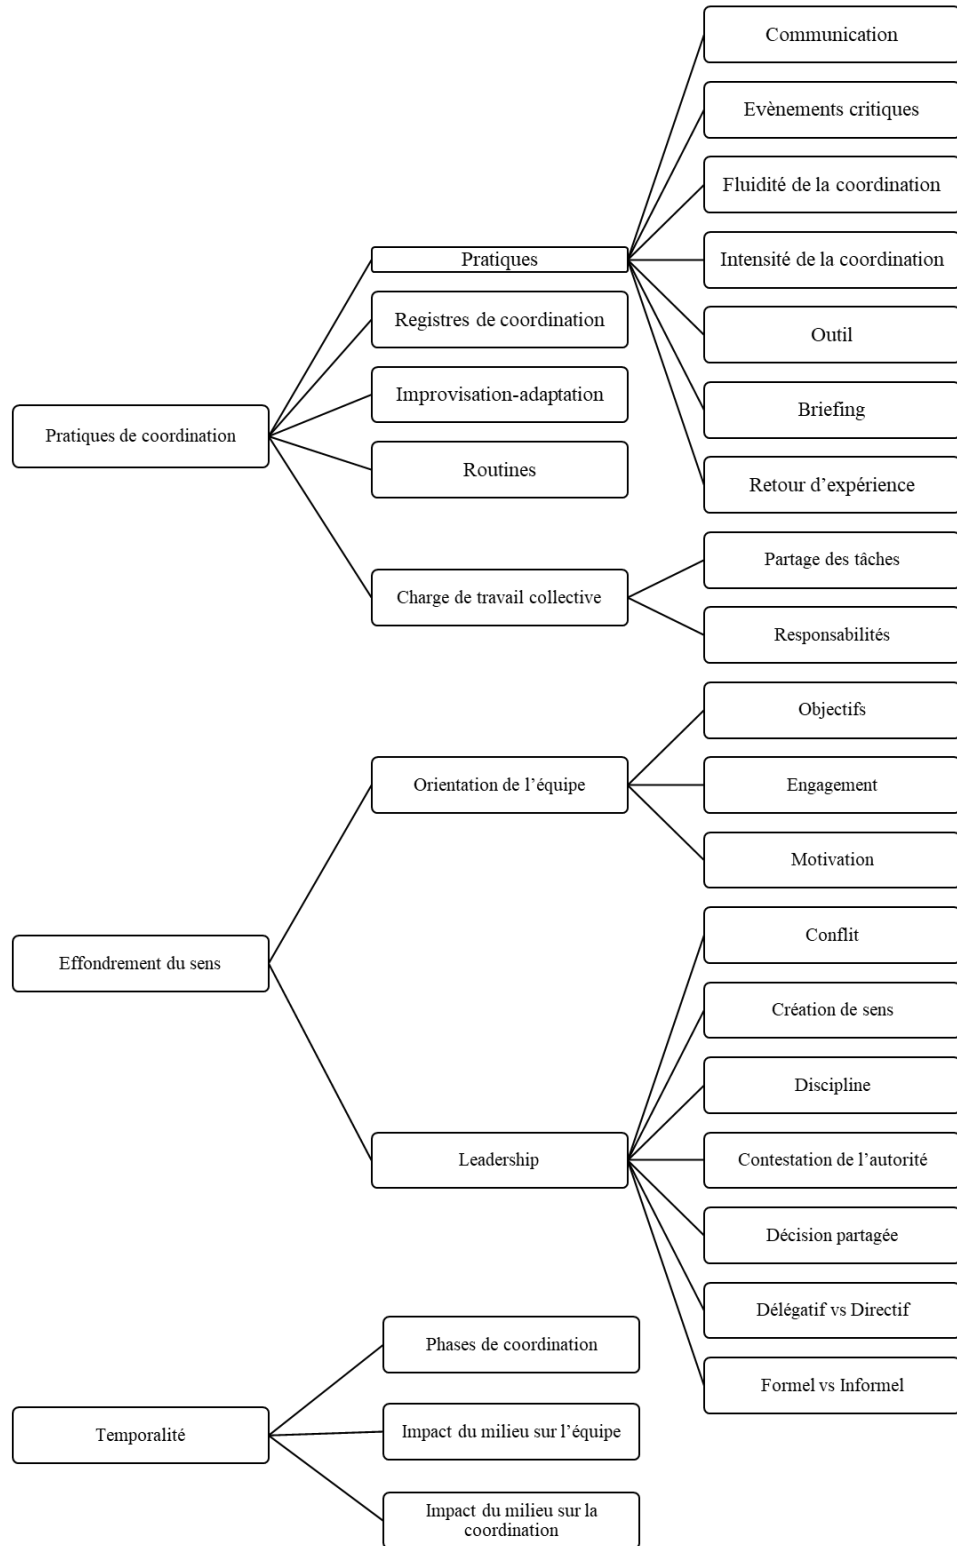 Pratiques de coordination
Pratiques
Communication
Evènements critiques
Fluidité de la coordination
Intensité de la coordination
Outil
Briefing
Retour d’expérience
Registres de coordination
Improvisation-adaptation
Routines
Charge de travail collective
Partage des tâches
Responsabilités
Effondrement du sens
Orientation de l’équipe
Objectifs
Engagement
Motivation
Leadership
Conflit
Création de sens
Discipline
Contestation de l’autorité
Décision partagée
Délégatif vs Directif
Formel vs Informel
Temporalité
Phases de coordination
Impact du milieu sur l’équipe
Impact du milieu sur la
coordination